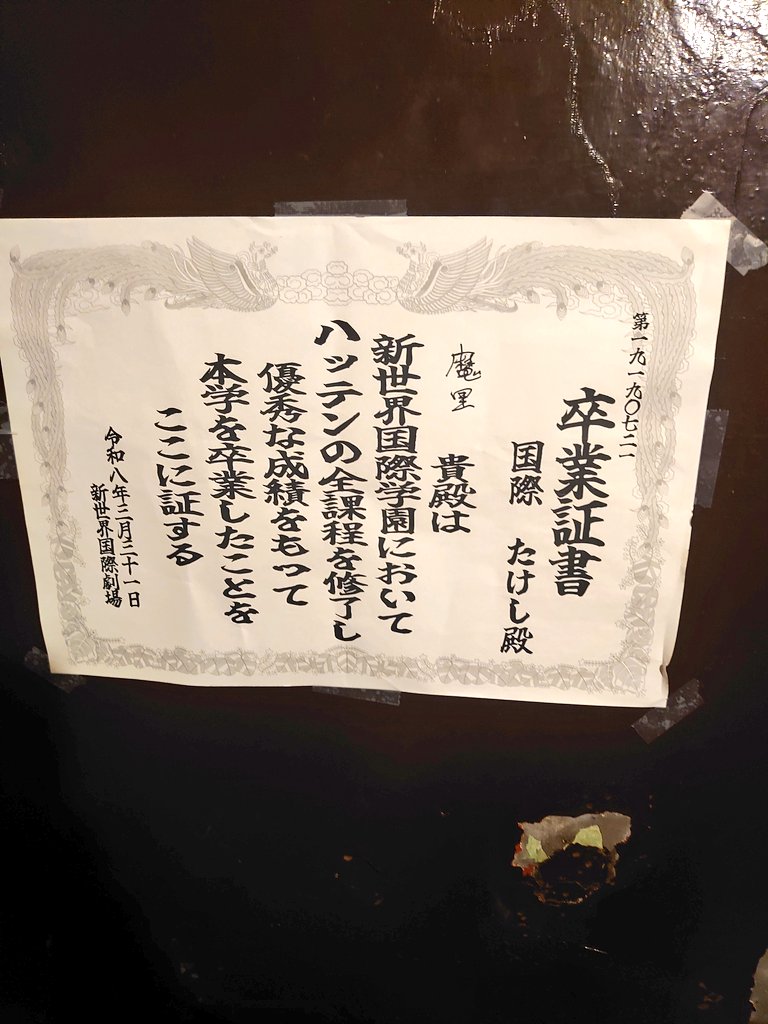 第一九一九〇七二一
卒業証書
国際 たけし殿
魔里
貴殿は
新世界国際学園において
ハッテンの全課程を修了し
優秀な成績をもって
本学を卒業したことを
ここに証する
令和八年三月三十一日
新世界国際劇場